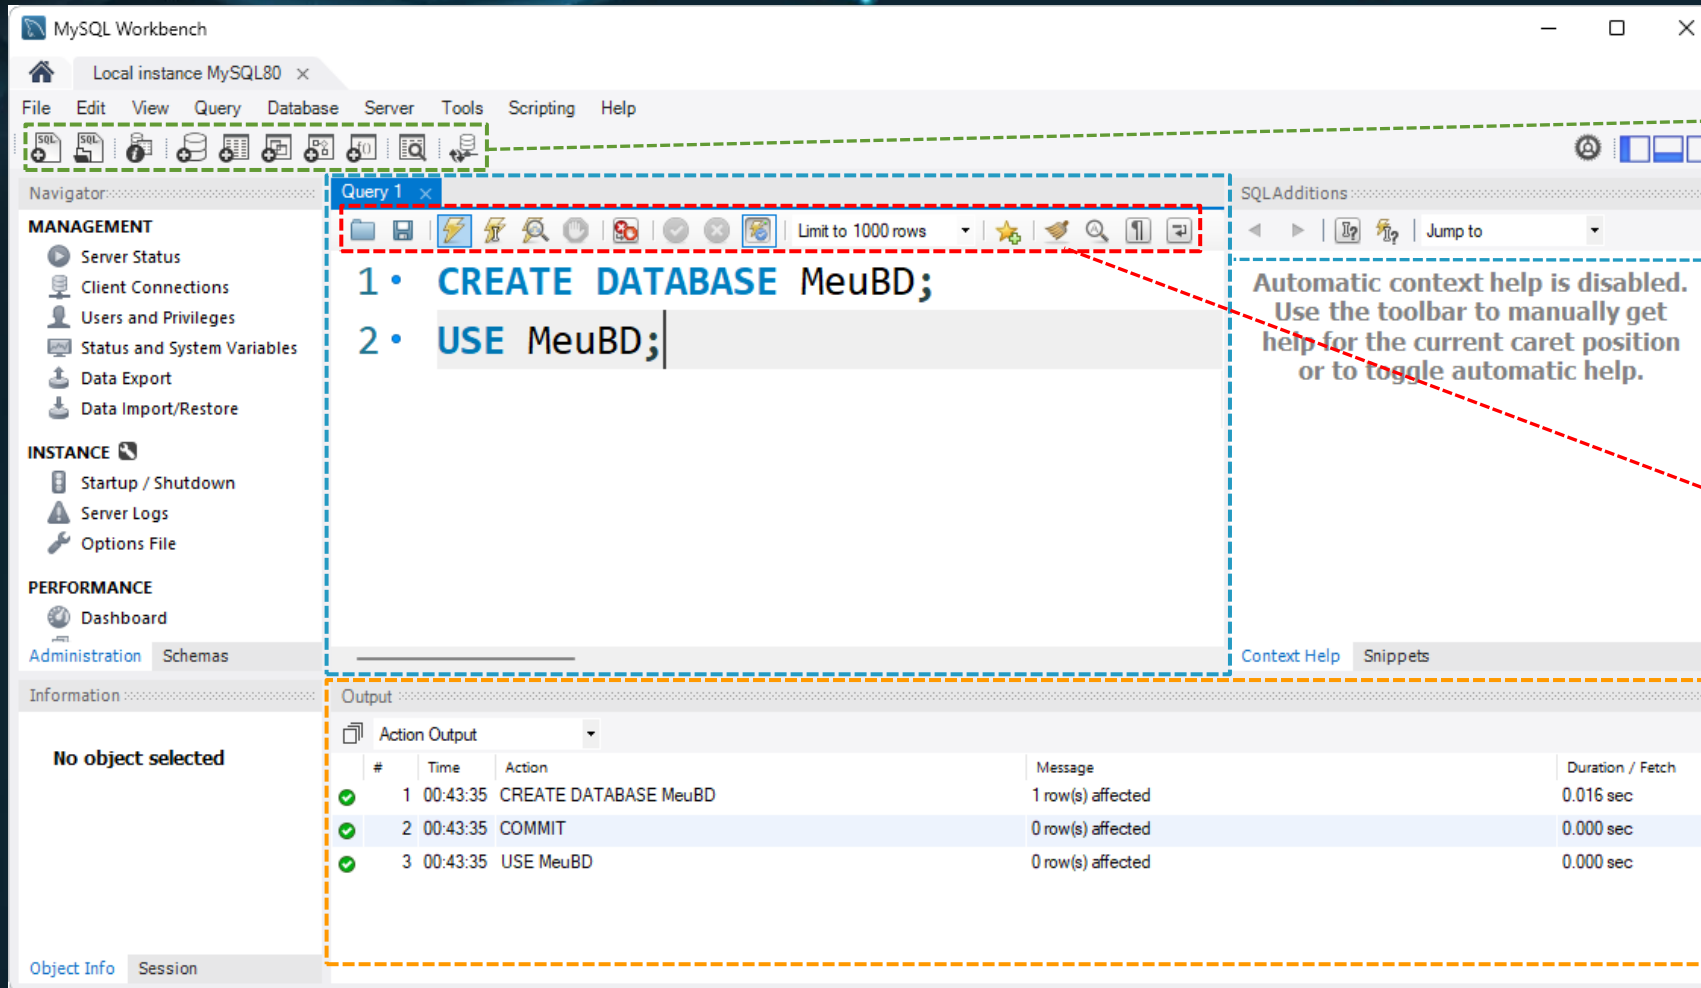 MySQL Workbench
Local instance MySQL80
File Edit View Query Database Server Tools Scripting Help
SQL SQL f()
Navigator
MANAGEMENT
Server Status
Client Connections
Users and Privileges
Status and System Variables
Data Export
Data Import/Restore
INSTANCE
Startup / Shutdown
Server Logs
Options File
PERFORMANCE
Dashboard
Administration Schemas
Query 1
Limit to 1000 rows
1 CREATE DATABASE MeuBD;
2 USE MeuBD;
SQLAdditions
Jump to
Automatic context help is disabled.
Use the toolbar to manually get
help for the current caret position
or to toggle automatic help.
Context Help Snippets
Information
No object selected
Object Info Session
Output
Action Output
# Time Action Message Duration / Fetch
1 00:43:35 CREATE DATABASE MeuBD 1 row(s) affected 0.016 sec
2 00:43:35 COMMIT 0 row(s) affected 0.000 sec
3 00:43:35 USE MeuBD 0 row(s) affected 0.000 sec